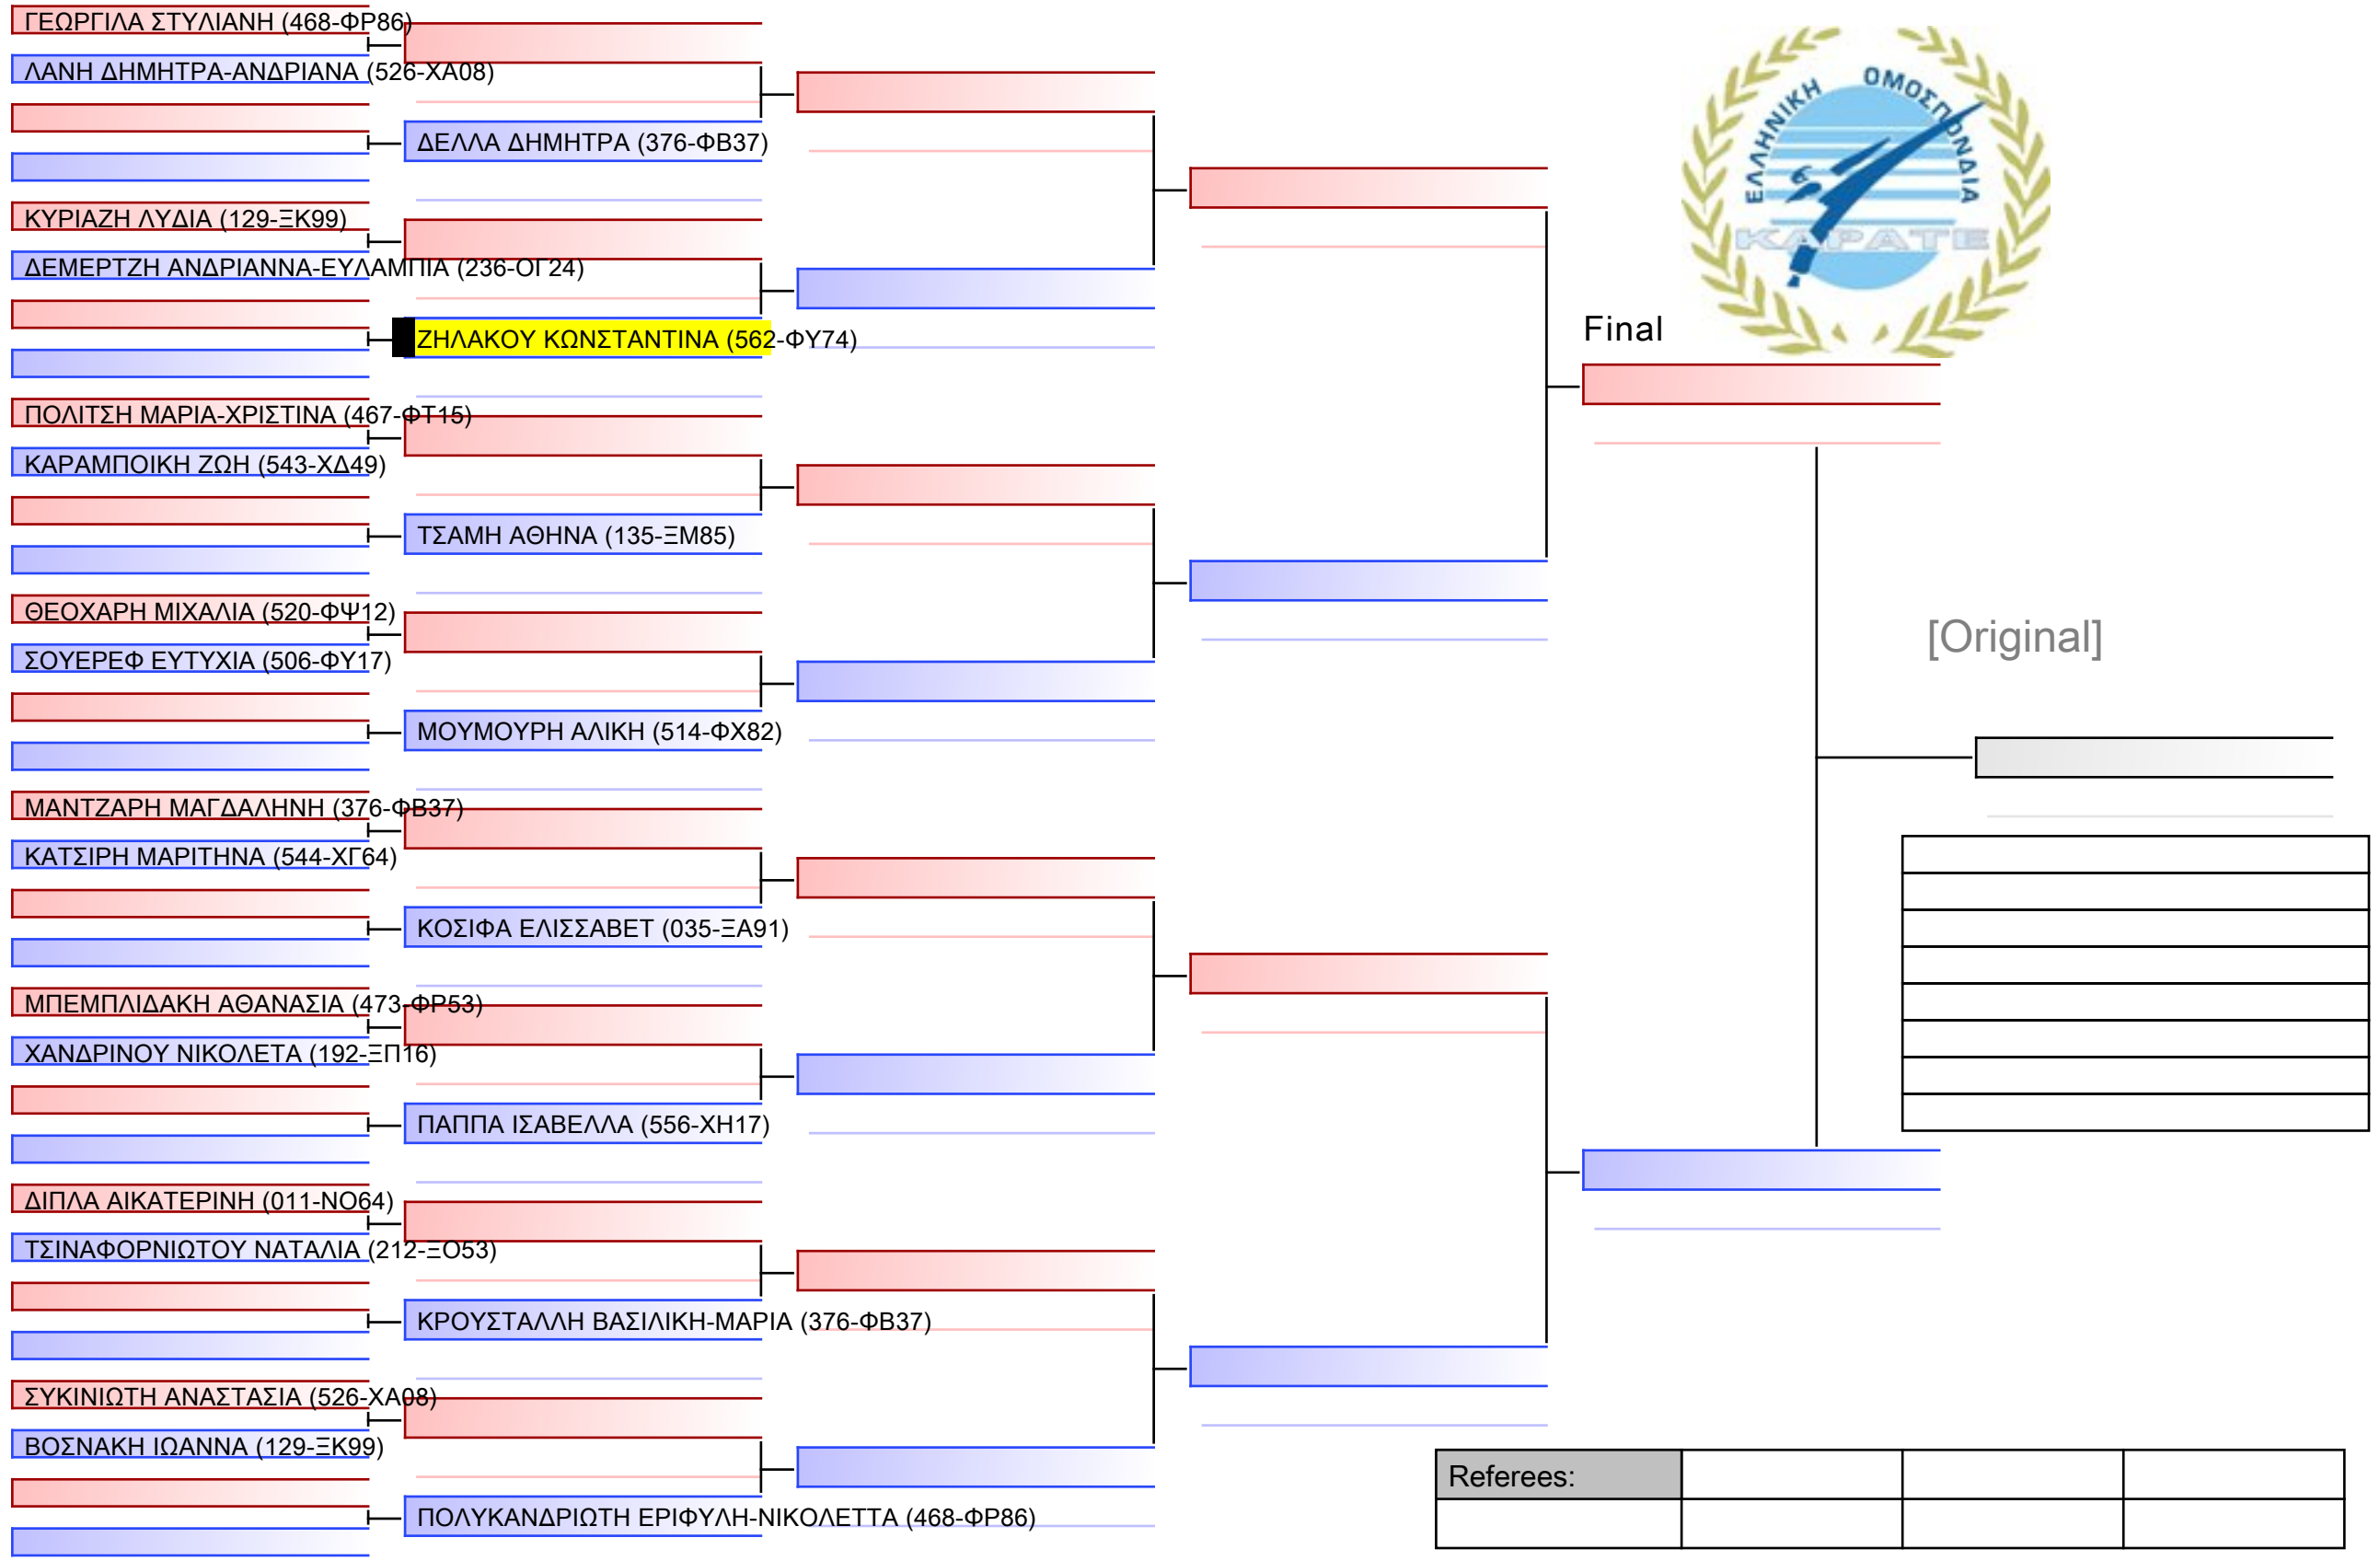 ΓΕΩΡΓΙΛΑ ΣΤΥΛΙΑΝΗ (468-ΦΡ86)
ΛΑΝΗ ΔΗΜΗΤΡΑ-ΑΝΔΡΙΑΝΑ (526-ΧΑ08)
ΔΕΛΛΑ ΔΗΜΗΤΡΑ (376-ΦΒ37)
ΚΥΡΙΑΖΗ ΛΥΔΙΑ (129-ΞΚ99)
ΔΕΜΕΡΤΖΗ ΑΝΔΡΙΑΝΝΑ-ΕΥΛΑΜΠΙΑ (236-ΟΓ24)
ΖΗΛΑΚΟΥ ΚΩΝΣΤΑΝΤΙΝΑ (562-ΦΥ74)
ΠΟΛΙΤΣΗ ΜΑΡΙΑ-ΧΡΙΣΤΙΝΑ (467-ΦΤ15)
ΚΑΡΑΜΠΟΙΚΗ ΖΩΗ (543-ΧΔ49)
ΤΣΑΜΗ ΑΘΗΝΑ (135-ΞΜ85)
ΘΕΟΧΑΡΗ ΜΙΧΑΛΙΑ (520-ΦΨ12)
ΣΟΥΕΡΕΦ ΕΥΤΥΧΙΑ (506-ΦΥ17)
ΜΟΥΜΟΥΡΗ ΑΛΙΚΗ (514-ΦΧ82)
ΜΑΝΤΖΑΡΗ ΜΑΓΔΑΛΗΝΗ (376-ΦΒ37)
ΚΑΤΣΙΡΗ ΜΑΡΙΤΗΝΑ (544-ΧΓ64)
ΚΟΣΙΦΑ ΕΛΙΣΣΑΒΕΤ (035-ΞΑ91)
ΜΠΕΜΠΛΙΔΑΚΗ ΑΘΑΝΑΣΙΑ (473-ΦΡ53)
ΧΑΝΔΡΙΝΟΥ ΝΙΚΟΛΕΤΑ (192-ΞΠ16)
ΠΑΠΠΑ ΙΣΑΒΕΛΛΑ (556-ΧΗ17)
ΔΙΠΛΑ ΑΙΚΑΤΕΡΙΝΗ (011-ΝΟ64)
ΤΣΙΝΑΦΟΡΝΙΩΤΟΥ ΝΑΤΑΛΙΑ (212-ΞΟ53)
ΚΡΟΥΣΤΑΛΛΗ ΒΑΣΙΛΙΚΗ-ΜΑΡΙΑ (376-ΦΒ37)
ΣΥΚΙΝΙΩΤΗ ΑΝΑΣΤΑΣΙΑ (526-ΧΑ08)
ΒΟΣΝΑΚΗ ΙΩΑΝΝΑ (129-ΞΚ99)
ΠΟΛΥΚΑΝΔΡΙΩΤΗ ΕΡΙΦΥΛΗ-ΝΙΚΟΛΕΤΤΑ (468-ΦΡ86)
ΕΛΛΗΝΙΚΗ ΟΜΟΣΠΟΝΔΙΑ
ΚΑΡΑΤΕ
Final
[Original]
Referees: